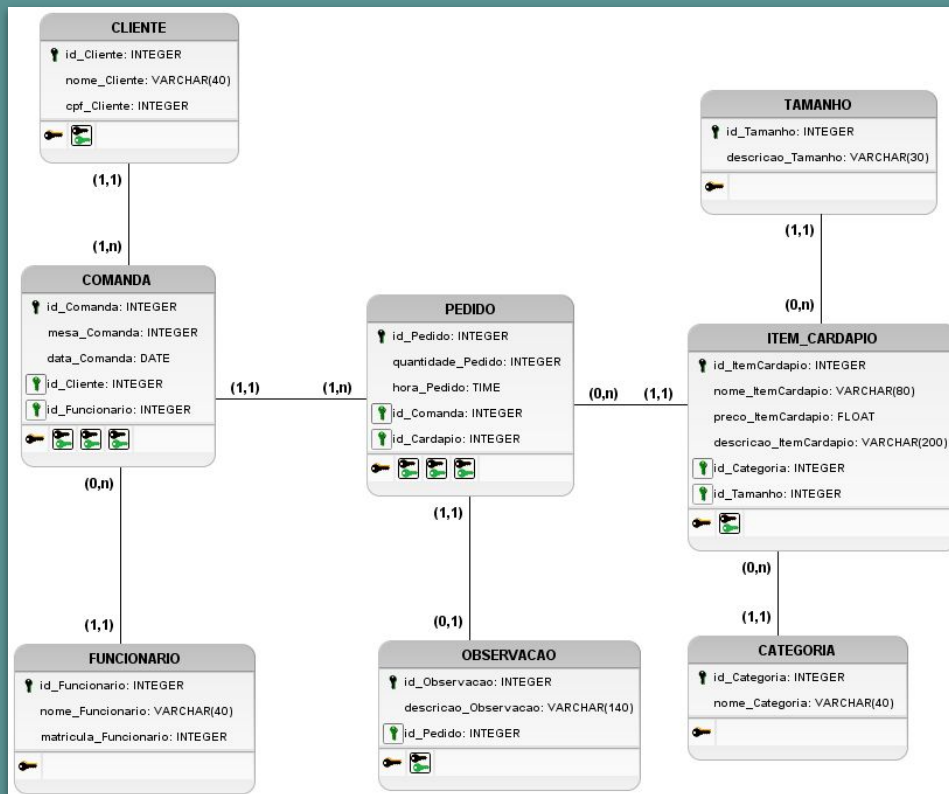 CLIENTE
id_Cliente: INTEGER
nome_Cliente: VARCHAR(40)
cpf_Cliente: INTEGER
(1,1)
(1,n)
COMANDA
id_Comanda: INTEGER
mesa_Comanda: INTEGER
data_Comanda: DATE
id_Cliente: INTEGER
id_Funcionario: INTEGER
(1,1)
(1,n)
(0,n)
(1,1)
FUNCIONARIO
id_Funcionario: INTEGER
nome_Funcionario: VARCHAR(40)
matricula_Funcionario: INTEGER
PEDIDO
id_Pedido: INTEGER
quantidade_Pedido: INTEGER
hora_Pedido: TIME
id_Comanda: INTEGER
id_Cardapio: INTEGER
(0,n)
(1,1)
(1,1)
(0,1)
OBSERVACAO
id_Observacao: INTEGER
descricao_Observacao: VARCHAR(140)
id_Pedido: INTEGER
TAMANHO
id_Tamanho: INTEGER
descricao_Tamanho: VARCHAR(30)
(1,1)
(0,n)
ITEM_CARDAPIO
id_ItemCardapio: INTEGER
nome_ItemCardapio: VARCHAR(80)
preco_ItemCardapio: FLOAT
descricao_ItemCardapio: VARCHAR(200)
id_Categoria: INTEGER
id_Tamanho: INTEGER
(0,n)
(1,1)
CATEGORIA
id_Categoria: INTEGER
nome_Categoria: VARCHAR(40)